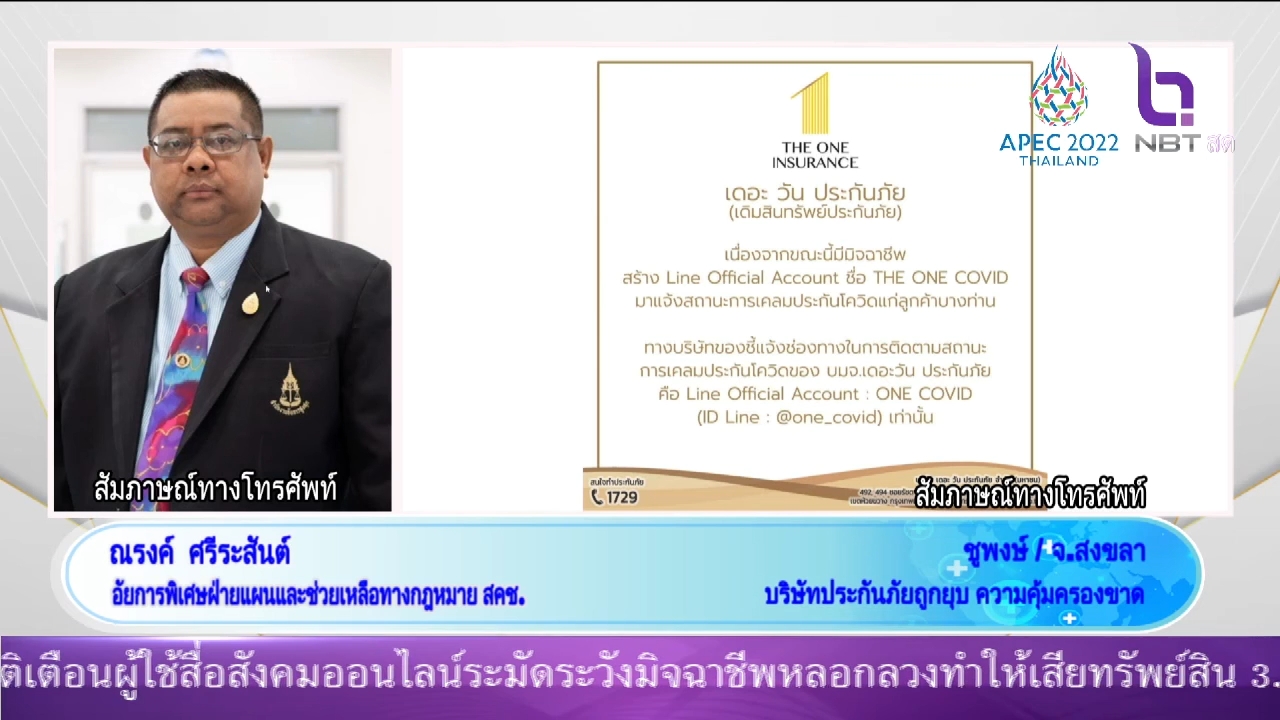 THE ONE
INSURANCE
เดอะ วัน ประกันภัย
(เดิมสินทรัพย์ประกันภัย)
เนื่องจากขณะนี้มีมิจฉาชีพ
สร้าง Line Official Account ชื่อ THE ONE COVID
มาแจ้งสถานะการเคลมประกันโควิดแก่ลูกค้าบางท่าน
ทางบริษัทของชี้แจ้งช่องทางในการติดตามสถานะ
การเคลมประกันโควิดของ บมจ.เดอะวัน ประกันภัย
คือ Line Official Account : ONE COVID
(ID Line : @one_covid) เท่านั้น
สนใจทำประกันภัย
1729
APEC 2022
THAILAND
NBT สด
สัมภาษณ์ทางโทรศัพท์
สัมภาษณ์ทางโทรศัพท์
ณรงค์ ศรีระสันต์
อัยการพิเศษฝ่ายแผนและช่วยเหลือทางกฎหมาย สคช.
ชูพงษ์ / จ.สงขลา
บริษัทประกันภัยถูกยุบ ความคุ้มครองขาด
ติเตือนผู้ใช้สื่อสังคมออนไลน์ระมัดระวังมิจฉาชีพหลอกลวงทำให้เสียทรัพย์สิน 3.